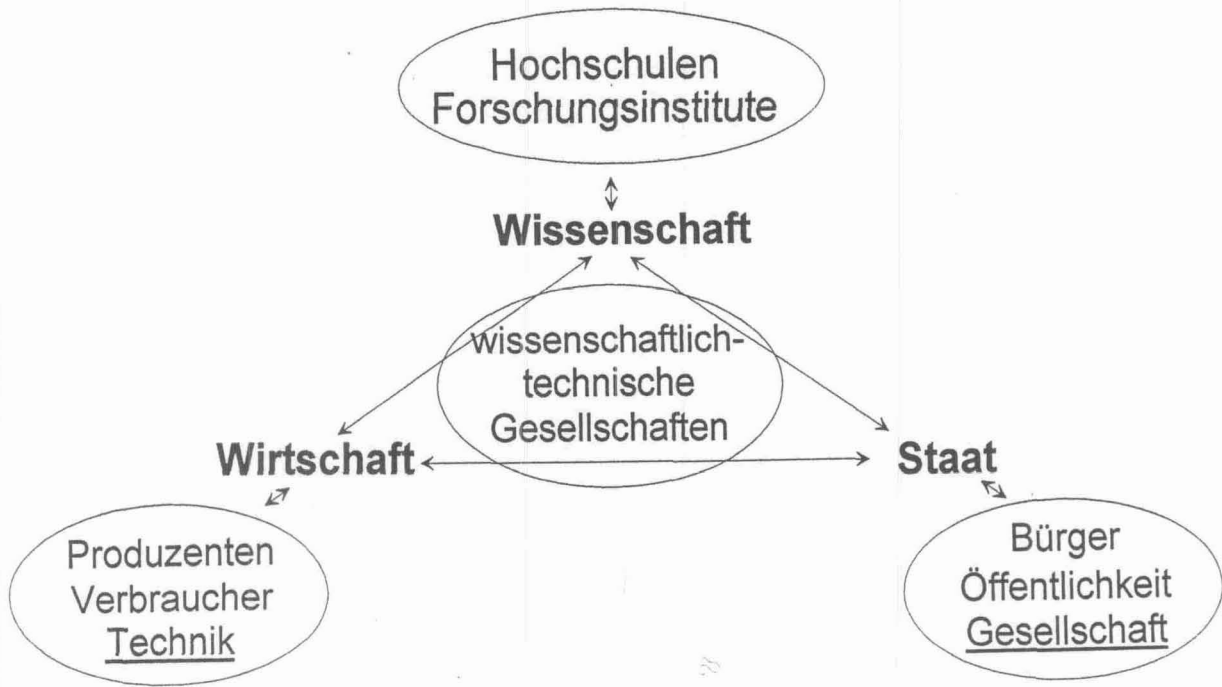 Hochschulen
Forschungsinstitute
Wissenschaft
wissenschaftlich-
technische
Gesellschaften
Wirtschaft
Staat
Produzenten
Verbraucher
Technik
Bürger
Öffentlichkeit
Gesellschaft